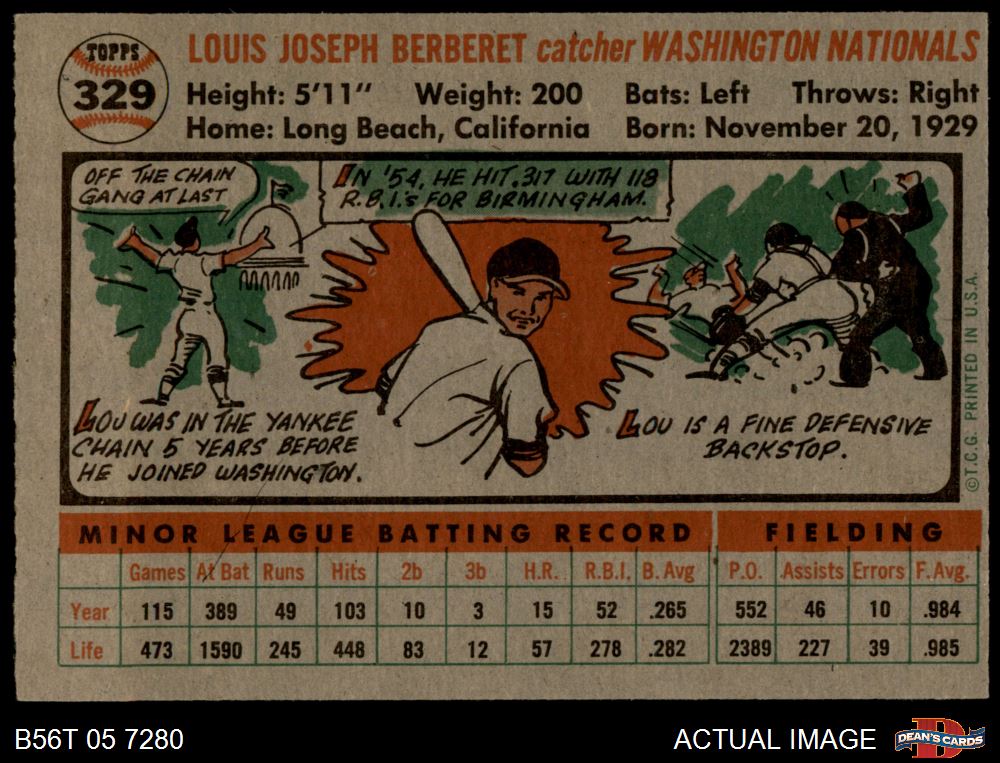 TOPPS
329
LOUIS JOSEPH BERBERET catcher WASHINGTON NATIONALS
Height: 5'11" Weight: 200 Bats: Left Throws: Right
Home: Long Beach, California Born: November 20, 1929
OFF THE CHAIN
GANG AT LAST
IN '54, HE HIT .317 WITH 118
R.B.I.'s FOR BIRMINGHAM.
LOU WAS IN THE YANKEE
CHAIN 5 YEARS BEFORE
HE JOINED WASHINGTON.
LOU IS A FINE DEFENSIVE
BACKSTOP.
©T.C.G. PRINTED IN U.S.A.
MINOR LEAGUE BATTING RECORD FIELDING
Games At Bat Runs Hits 2b 3b H.R. R.B.I. B. Avg P.O. Assists Errors F. Avg.
Year 115 389 49 103 10 3 15 52 .265 552 46 10 .984
Life 473 1590 245 448 83 12 57 278 .282 2389 227 39 .985
B56T 05 7280 ACTUAL IMAGE DEAN'S CARDS